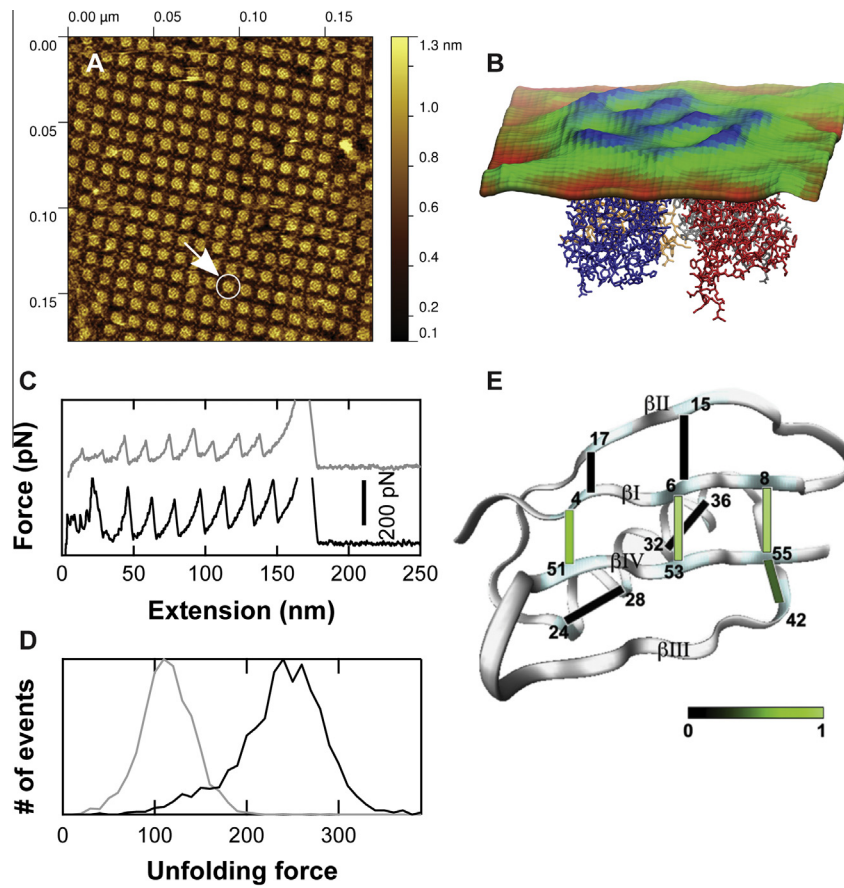 0.00 µm 0.05 0.10 0.15
A
0.00
0.05
0.10
0.15
1.3 nm
1.0
0.8
0.6
0.4
0.2
0.1
B
C
Force (pN)
200 pN
0 50 100 150 200 250
Extension (nm)
D
# of events
0 100 200 300
Unfolding force
E
βII 15
17
βI
4 6 8
36
32
51 βIV 53 55
28
24
42
βIII
0 1